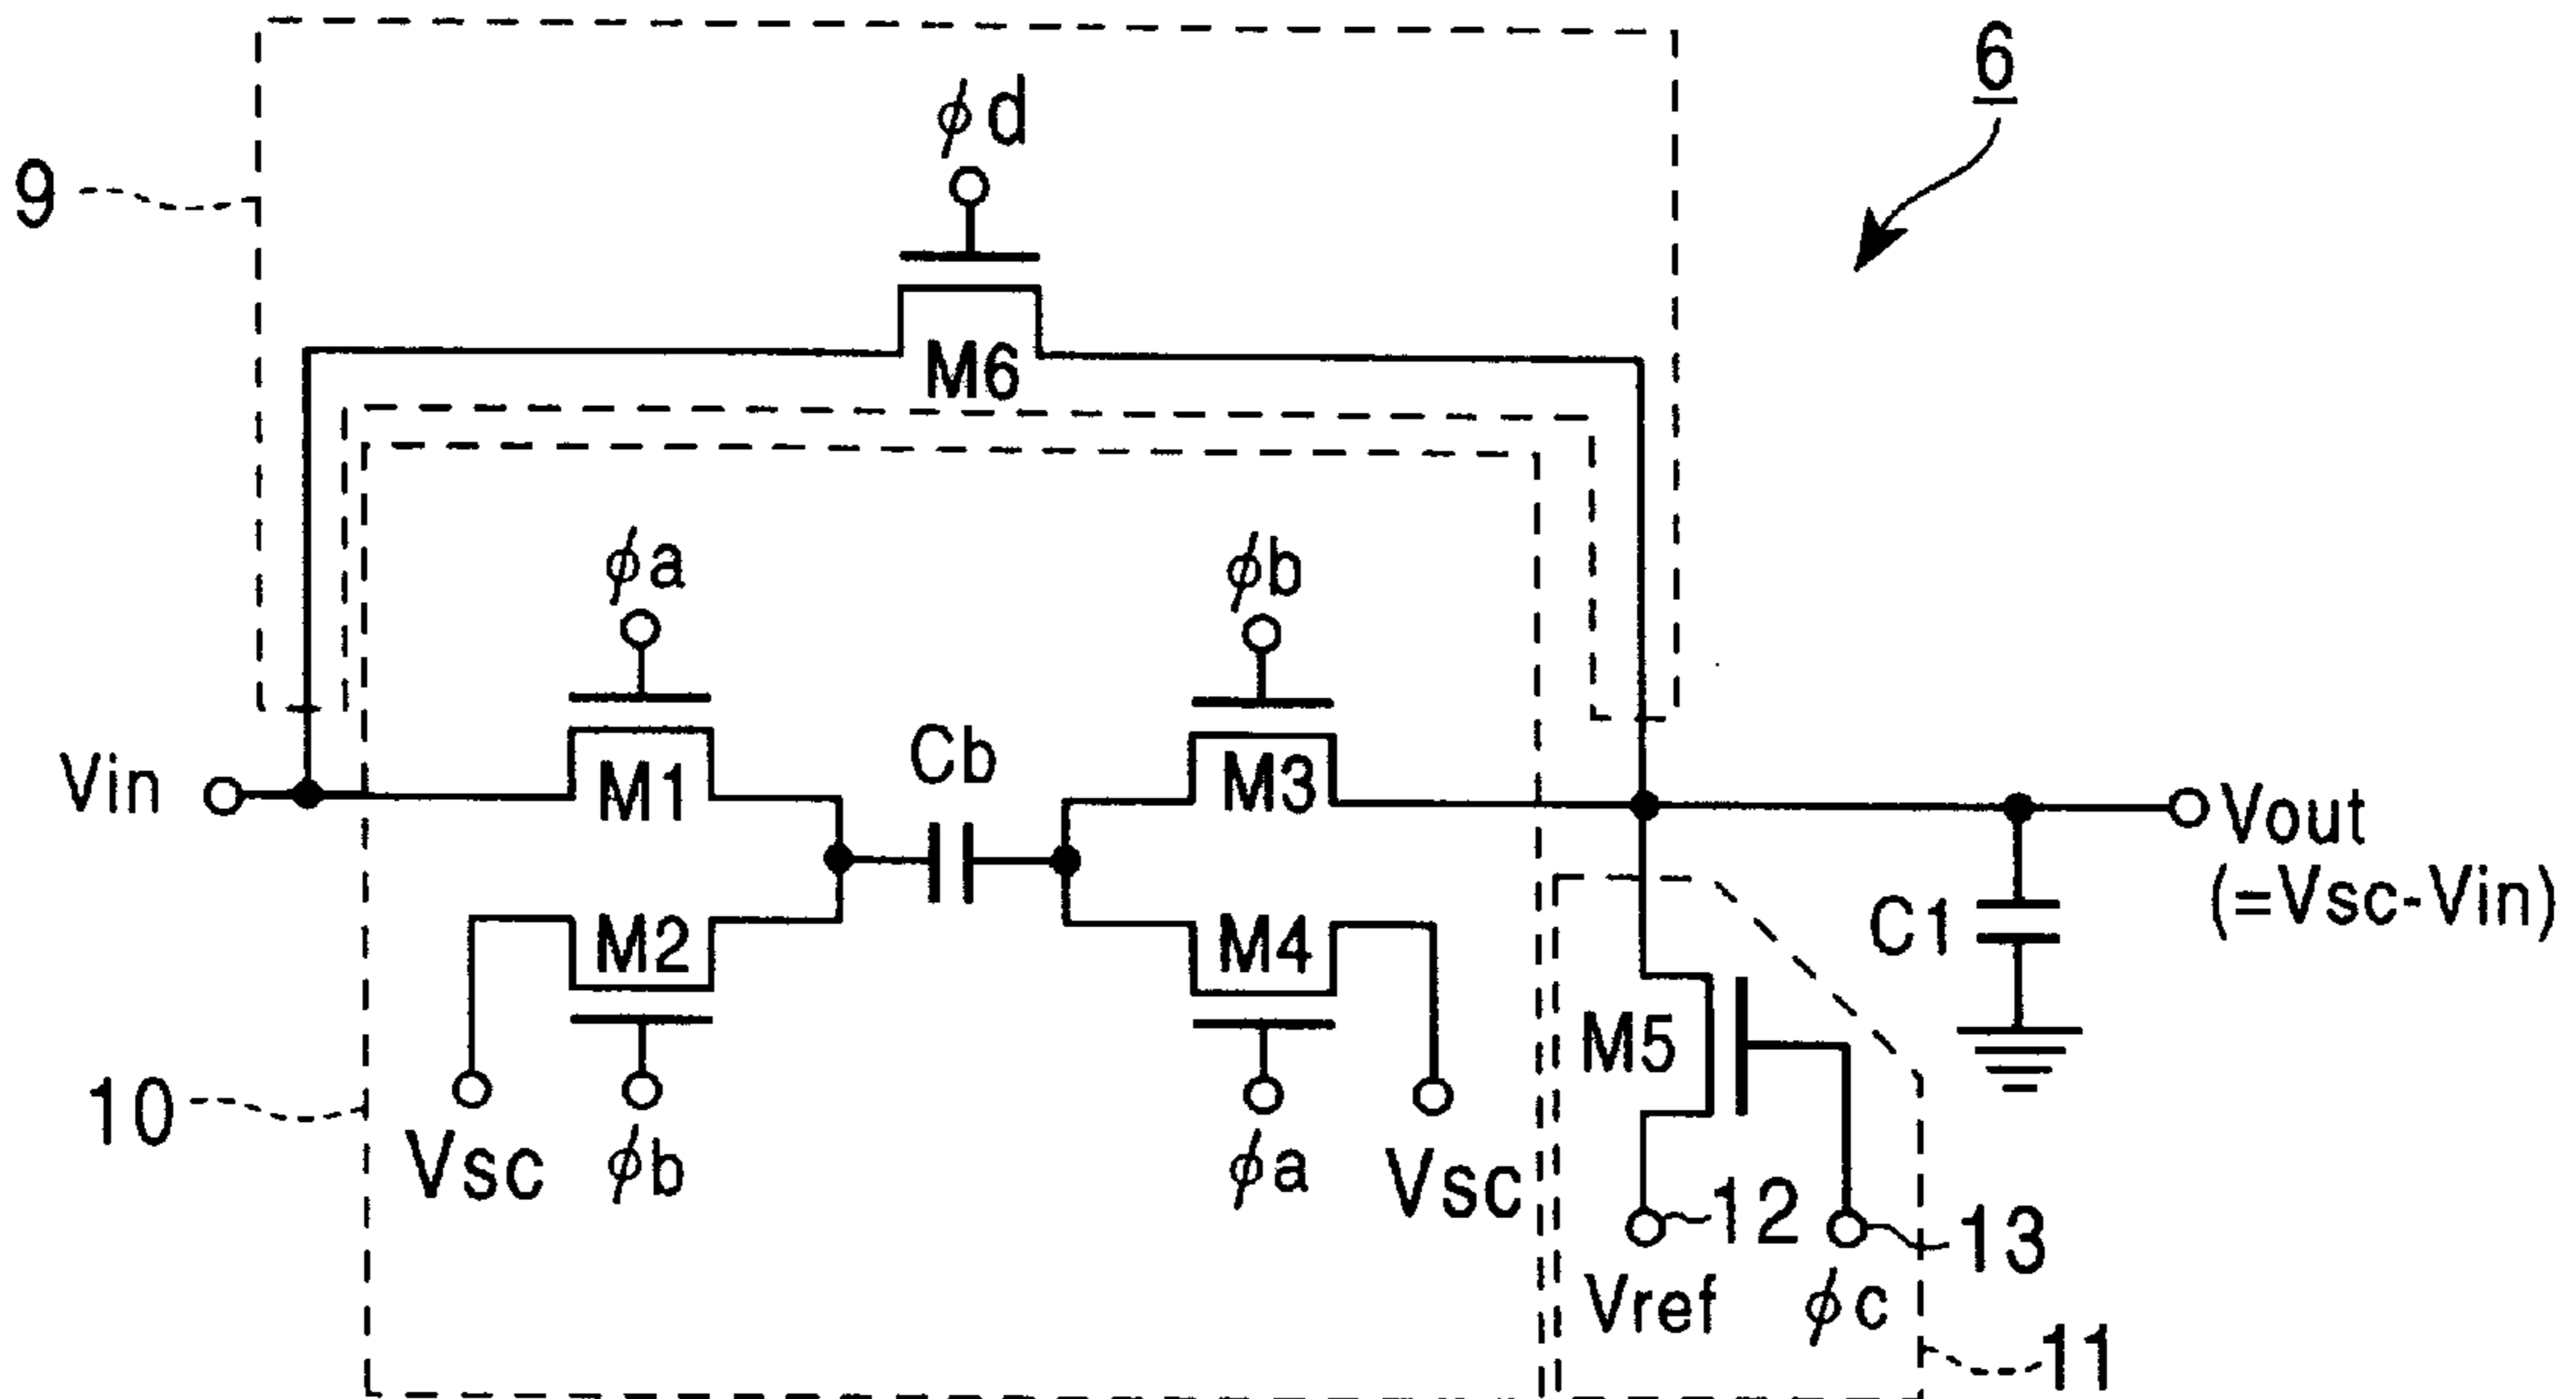 6
ϕd
9
M6
ϕa
ϕb
Vin
M1
Cb
M3
Vout
(=Vsc-Vin)
M2
M4
C1
M5
10
Vsc
ϕb
ϕa
Vsc
12
13
Vref
ϕc
11